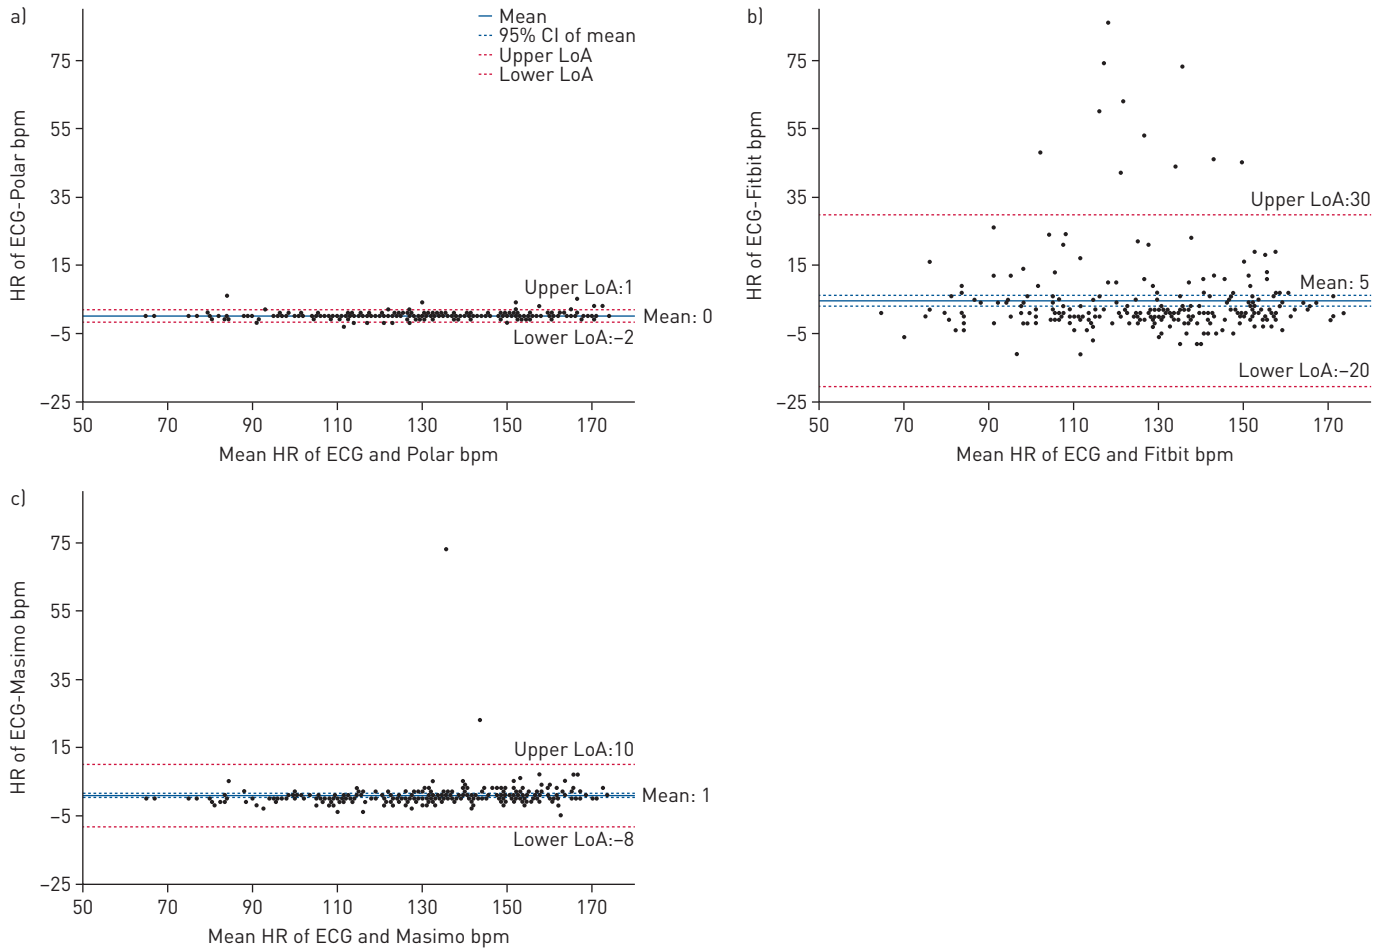 a)
Mean
95% CI of mean
Upper LoA
Lower LoA
75
55
35
15
–5
–25
HR of ECG-Polar bpm
Upper LoA:1
Mean: 0
Lower LoA:–2
50 70 90 110 130 150 170
Mean HR of ECG and Polar bpm
b)
75
55
35
15
–5
–25
HR of ECG-Fitbit bpm
Upper LoA:30
Mean: 5
Lower LoA:–20
50 70 90 110 130 150 170
Mean HR of ECG and Fitbit bpm
c)
75
55
35
15
–5
–25
HR of ECG-Masimo bpm
Upper LoA:10
Mean: 1
Lower LoA:–8
50 70 90 110 130 150 170
Mean HR of ECG and Masimo bpm